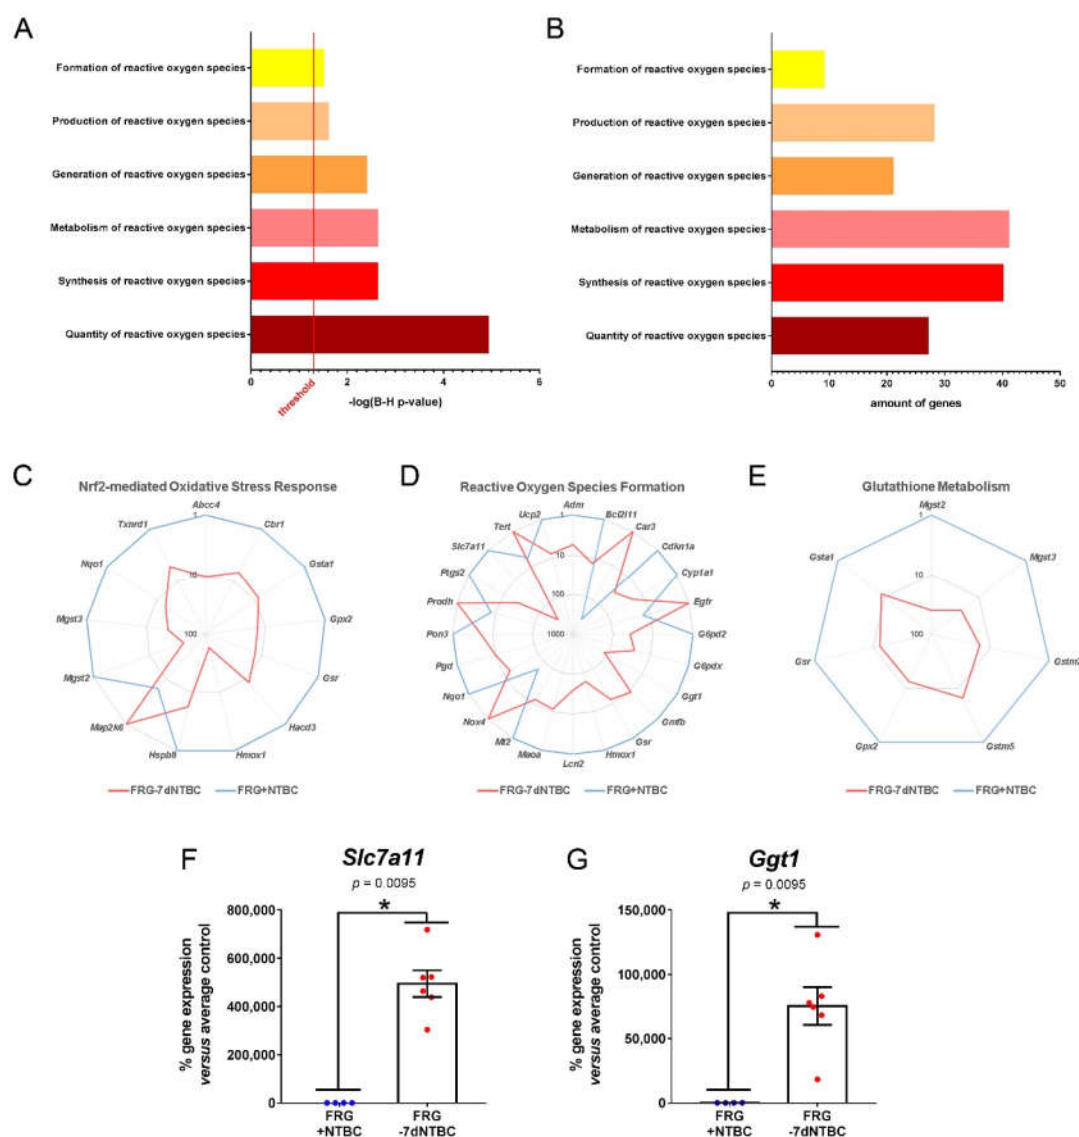 A
Formation of reactive oxygen species
Production of reactive oxygen species
Generation of reactive oxygen species
Metabolism of reactive oxygen species
Synthesis of reactive oxygen species
Quantity of reactive oxygen species
0 2 4 6
threshold
-log(B-H p-value)
B
Formation of reactive oxygen species
Production of reactive oxygen species
Generation of reactive oxygen species
Metabolism of reactive oxygen species
Synthesis of reactive oxygen species
Quantity of reactive oxygen species
0 10 20 30 40 50
amount of genes
C
Nrf2-mediated Oxidative Stress Response
Abcc4
Cbr1
Gsta1
Gpx2
Gsr
Hacd3
Hmox1
Hspb8
Map2k6
Mgst2
Mgst3
Nqo1
Txnrd1
1
10
100
FRG-7dNTBC FRG+NTBC
D
Reactive Oxygen Species Formation
Adm
Bcl2l11
Car3
Cdkn1a
Cyp1a1
Egfr
G6pd2
G6pdx
Ggt1
Gmfb
Gsr
Hmox1
Lcn2
Maoa
Mt2
Nox4
Nqo1
Pgd
Pon3
Prodh
Ptgs2
Slc7a11
Tert
Ucp2
1
10
100
1000
FRG-7dNTBC FRG+NTBC
E
Glutathione Metabolism
Mgst2
Mgst3
Gstm5
Gpx2
Gsr
Gsta1
1
10
100
FRG-7dNTBC FRG+NTBC
F
Slc7a11
p = 0.0095
*
800,000
600,000
400,000
200,000
0
% gene expression
versus average control
FRG FRG
+NTBC -7dNTBC
G
Ggt1
p = 0.0095
*
150,000
100,000
50,000
0
% gene expression
versus average control
FRG FRG
+NTBC -7dNTBC